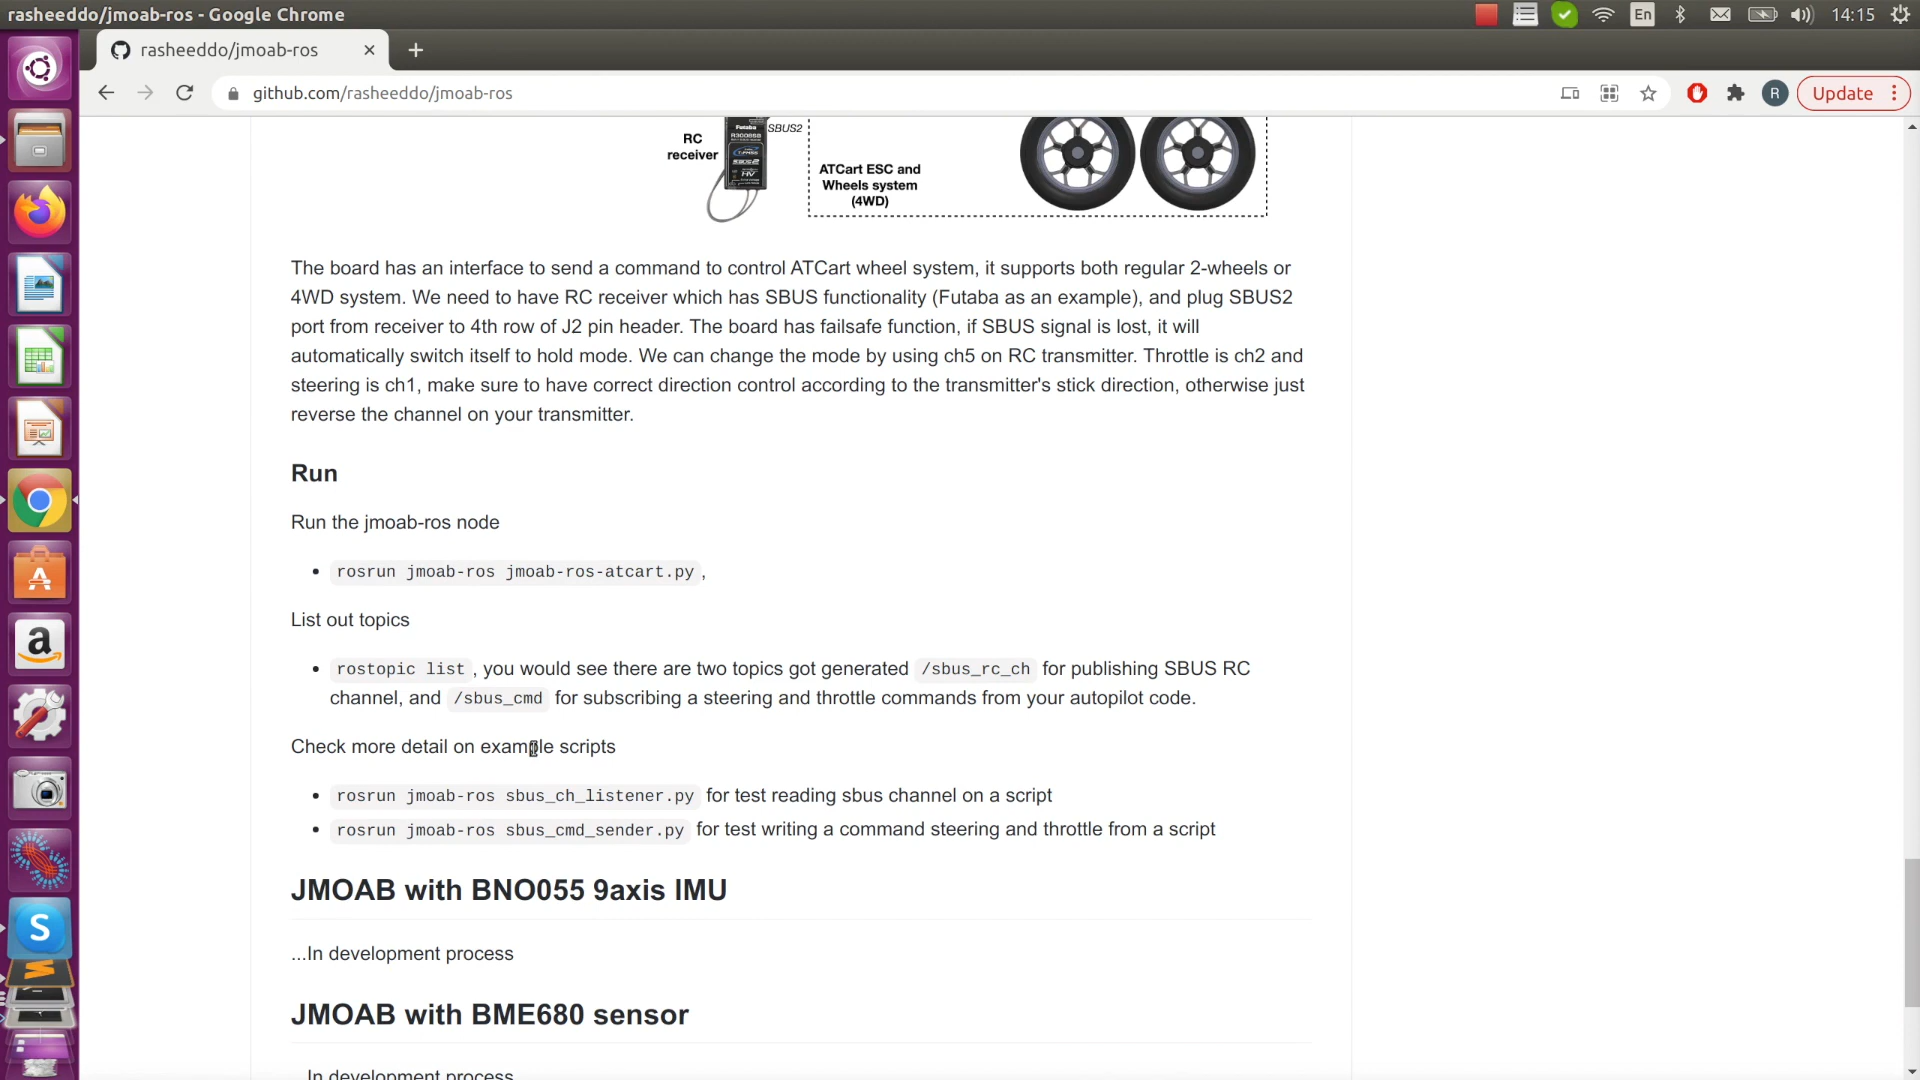 rasheeddo/jmoab-ros - Google Chrome
En
14:15
rasheeddo/jmoab-ros
github.com/rasheeddo/jmoab-ros
R
Update
RC
receiver
Futaba
SBUS2
ATCart ESC and
Wheels system
(4WD)
The board has an interface to send a command to control ATCart wheel system, it supports both regular 2-wheels or
4WD system. We need to have RC receiver which has SBUS functionality (Futaba as an example), and plug SBUS2
port from receiver to 4th row of J2 pin header. The board has failsafe function, if SBUS signal is lost, it will
automatically switch itself to hold mode. We can change the mode by using ch5 on RC transmitter. Throttle is ch2 and
steering is ch1, make sure to have correct direction control according to the transmitter's stick direction, otherwise just
reverse the channel on your transmitter.
Run
Run the jmoab-ros node
• rosrun jmoab-ros jmoab-ros-atcart.py ,
List out topics
• rostopic list , you would see there are two topics got generated /sbus_rc_ch for publishing SBUS RC
channel, and /sbus_cmd for subscribing a steering and throttle commands from your autopilot code.
Check more detail on example scripts
• rosrun jmoab-ros sbus_ch_listener.py for test reading sbus channel on a script
• rosrun jmoab-ros sbus_cmd_sender.py for test writing a command steering and throttle from a script
JMOAB with BNO055 9axis IMU
...In development process
JMOAB with BME680 sensor
In development process